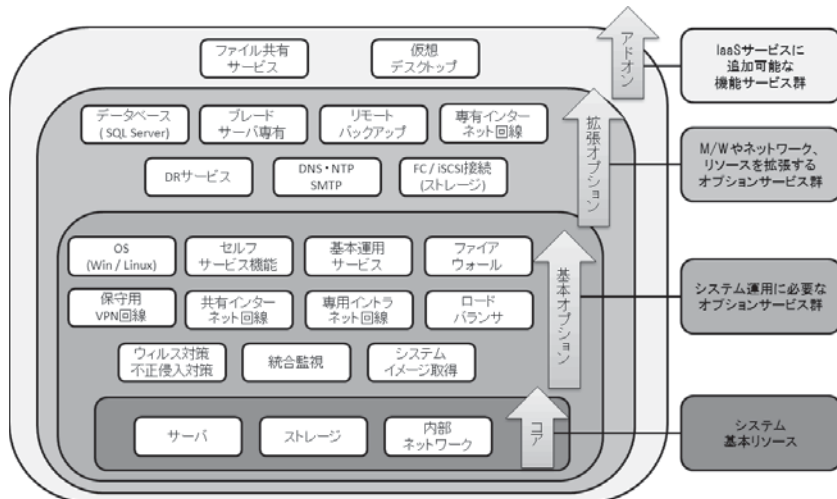 アドオン
ファイル共有
サービス
仮想
デスクトップ
IaaSサービスに
追加可能な
機能サービス群
拡張オプション
データベース
(SQL Server)
ブレード
サーバ専有
リモート
バックアップ
専有インター
ネット回線
DRサービス
DNS・NTP
SMTP
FC / iSCSI接続
(ストレージ)
M/Wやネットワーク、
リソースを拡張する
オプションサービス群
基本オプション
OS
(Win / Linux)
セルフ
サービス機能
基本運用
サービス
ファイア
ウォール
保守用
VPN回線
共有インター
ネット回線
専用イントラ
ネット回線
ロード
バランサ
ウィルス対策
不正侵入対策
統合監視
システム
イメージ取得
システム運用に必要な
オプションサービス群
コア
サーバ
ストレージ
内部
ネットワーク
システム
基本リソース